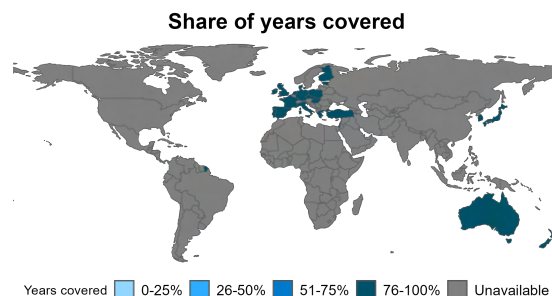 Share of years covered
Years covered 0-25% 26-50% 51-75% 76-100% Unavailable